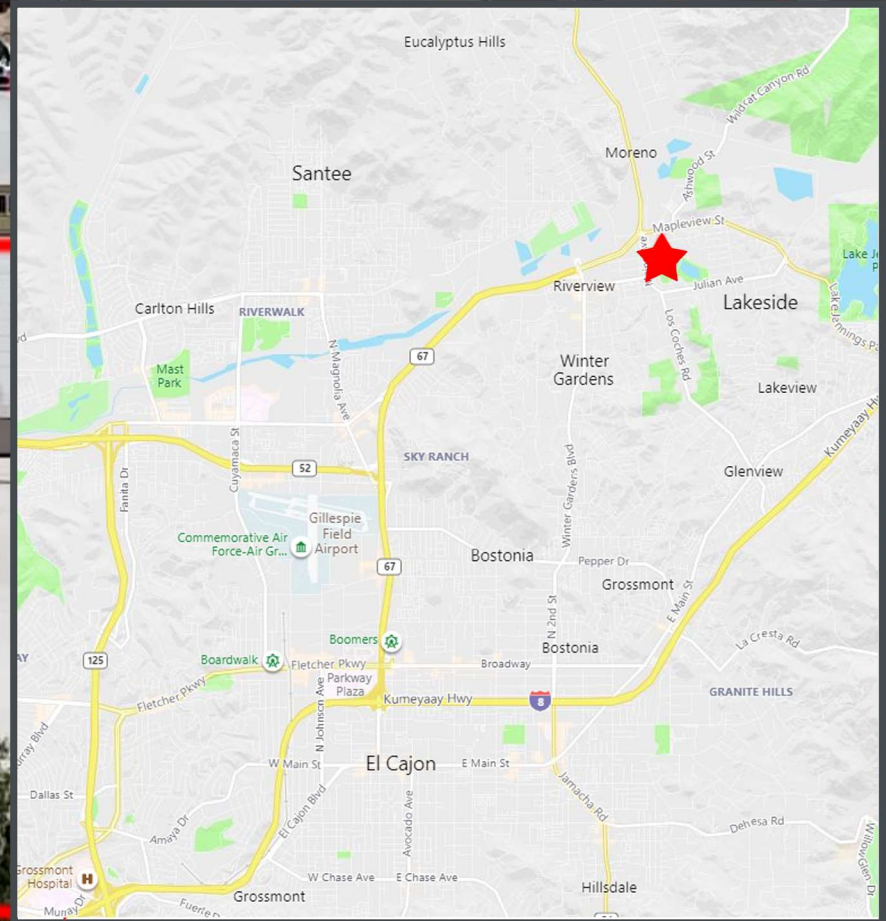 Eucalyptus Hills
Wildcat Canyon Rd
Moreno
Ashwood St
Santee
Mapleview St
Lake Je
Riverview
Julian Ave
Lakeside
Lake Jennings P
Carlton Hills
RIVERWALK
Los Coches Rd
N Magnolia Ave
67
Winter
Gardens
Mast
Park
Lakeview
Kumeyaay H
Cuyamaca St
SKY RANCH
52
Glenview
Fanita Dr
Winter Gardens Blvd
Gillespie
Field
Airport
Commemorative Air
Force-Air Gr...
Bostonia
Pepper Dr
67
Grossmont
E Main St
N 2nd St
Boomers
La Cresta Rd
Bostonia
125
Boardwalk
Fletcher Pkwy
Broadway
Parkway
Plaza
Fletcher Pkwy
Kumeyaay Hwy
8
GRANITE HILLS
N Johnson Ave
W Main St
El Cajon
E Main St
Jamacha Rd
Dallas St
El Cajon Blvd
Avocado Ave
Amaya Dr
Dehesa Rd
Willow Glen Dr
Grossmont
Hospital
H
W Chase Ave
E Chase Ave
Grossmont
Hillsdale
Murray Dr
Fuerte D